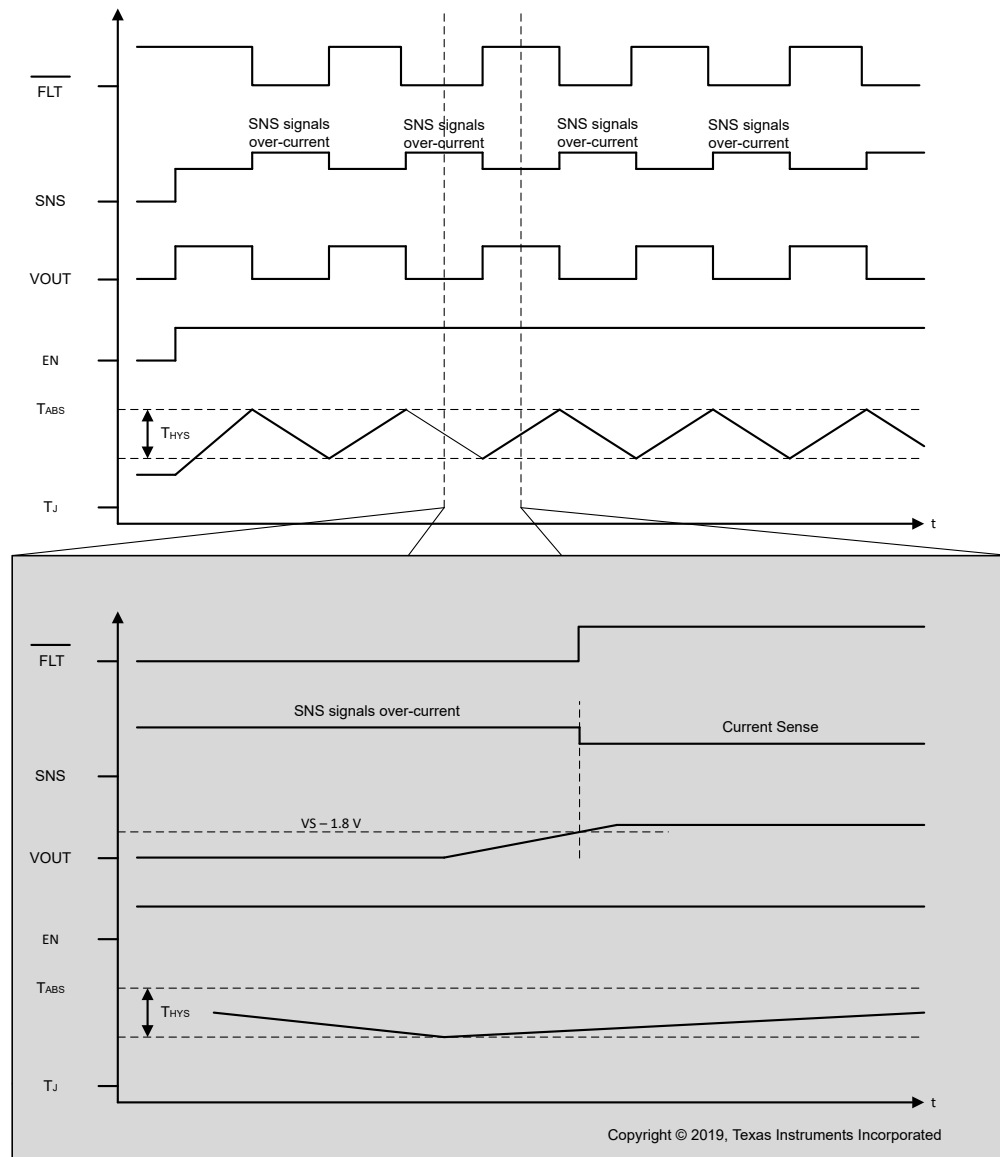 FLT
SNS signals
over-current
SNS signals
over-current
SNS signals
over-current
SNS signals
over-current
SNS
VOUT
EN
TABS
THYS
TJ
t
FLT
SNS signals over-current
Current Sense
SNS
VS – 1.8 V
VOUT
EN
TABS
THYS
TJ
t
Copyright © 2019, Texas Instruments Incorporated